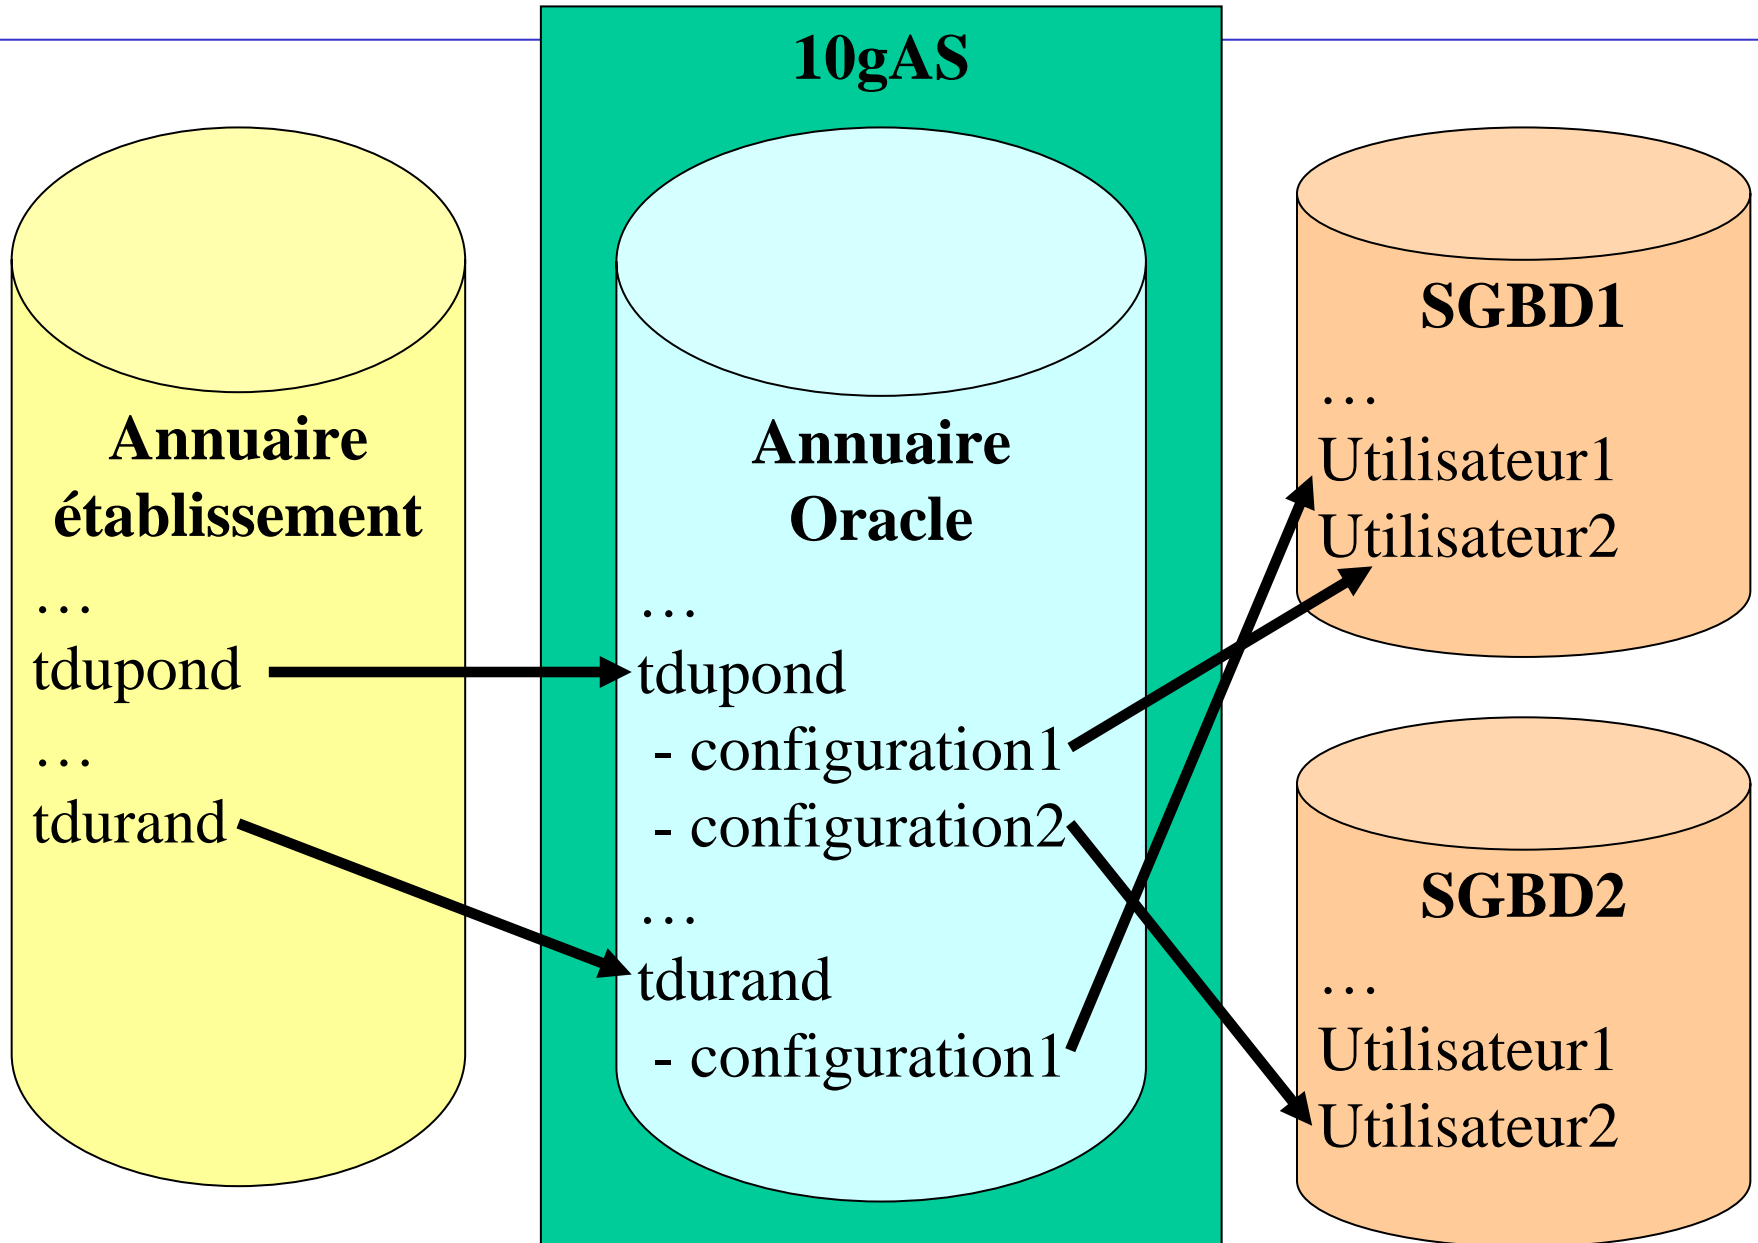 10gAS
Annuaire
établissement
…
tdupond
…
tdurand
Annuaire
Oracle
…
tdupond
- configuration1
- configuration2
…
tdurand
- configuration1
SGBD1
…
Utilisateur1
Utilisateur2
SGBD2
…
Utilisateur1
Utilisateur2